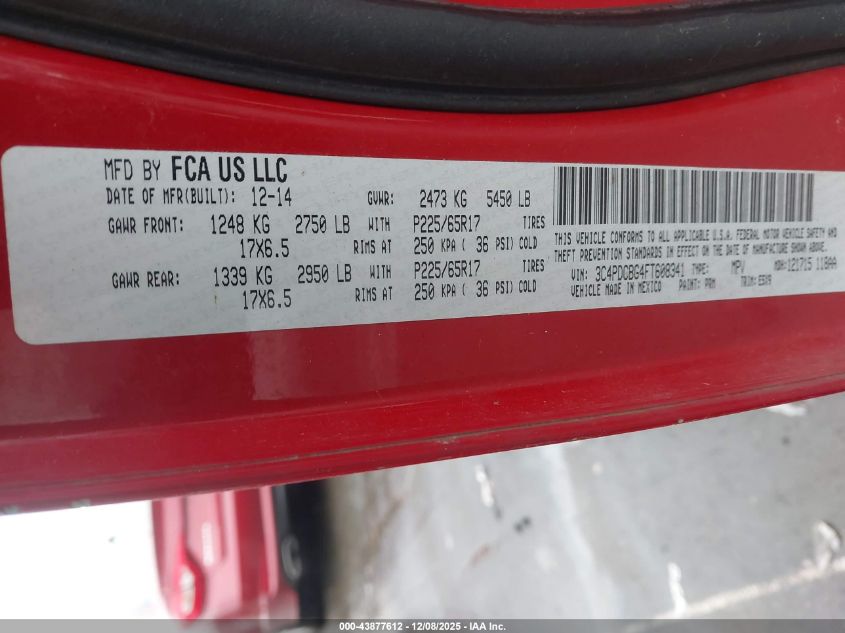 MFD BY FCA US LLC
DATE OF MFR(BUILT): 12-14 GVWR: 2473 KG 5450 LB
GAWR FRONT: 1248 KG 2750 LB WITH P225/65R17 TIRES
17X6.5 RIMS AT 250 KPA ( 36 PSI) COLD
GAWR REAR: 1339 KG 2950 LB WITH P225/65R17 TIRES
17X6.5 RIMS AT 250 KPA ( 36 PSI) COLD
THIS VEHICLE CONFORMS TO ALL APPLICABLE U.S.A. FEDERAL MOTOR VEHICLE SAFETY AND
THEFT PREVENTION STANDARDS IN EFFECT ON THE DATE OF MANUFACTURE SHOWN ABOVE.
VIN: 3C4PDCBG4FT608341 TYPE: MPV MDH:121715 118AA
VEHICLE MADE IN MEXICO PAINT: PRM TRIM:
000-43877612 - 12/08/2025 - IAA Inc.